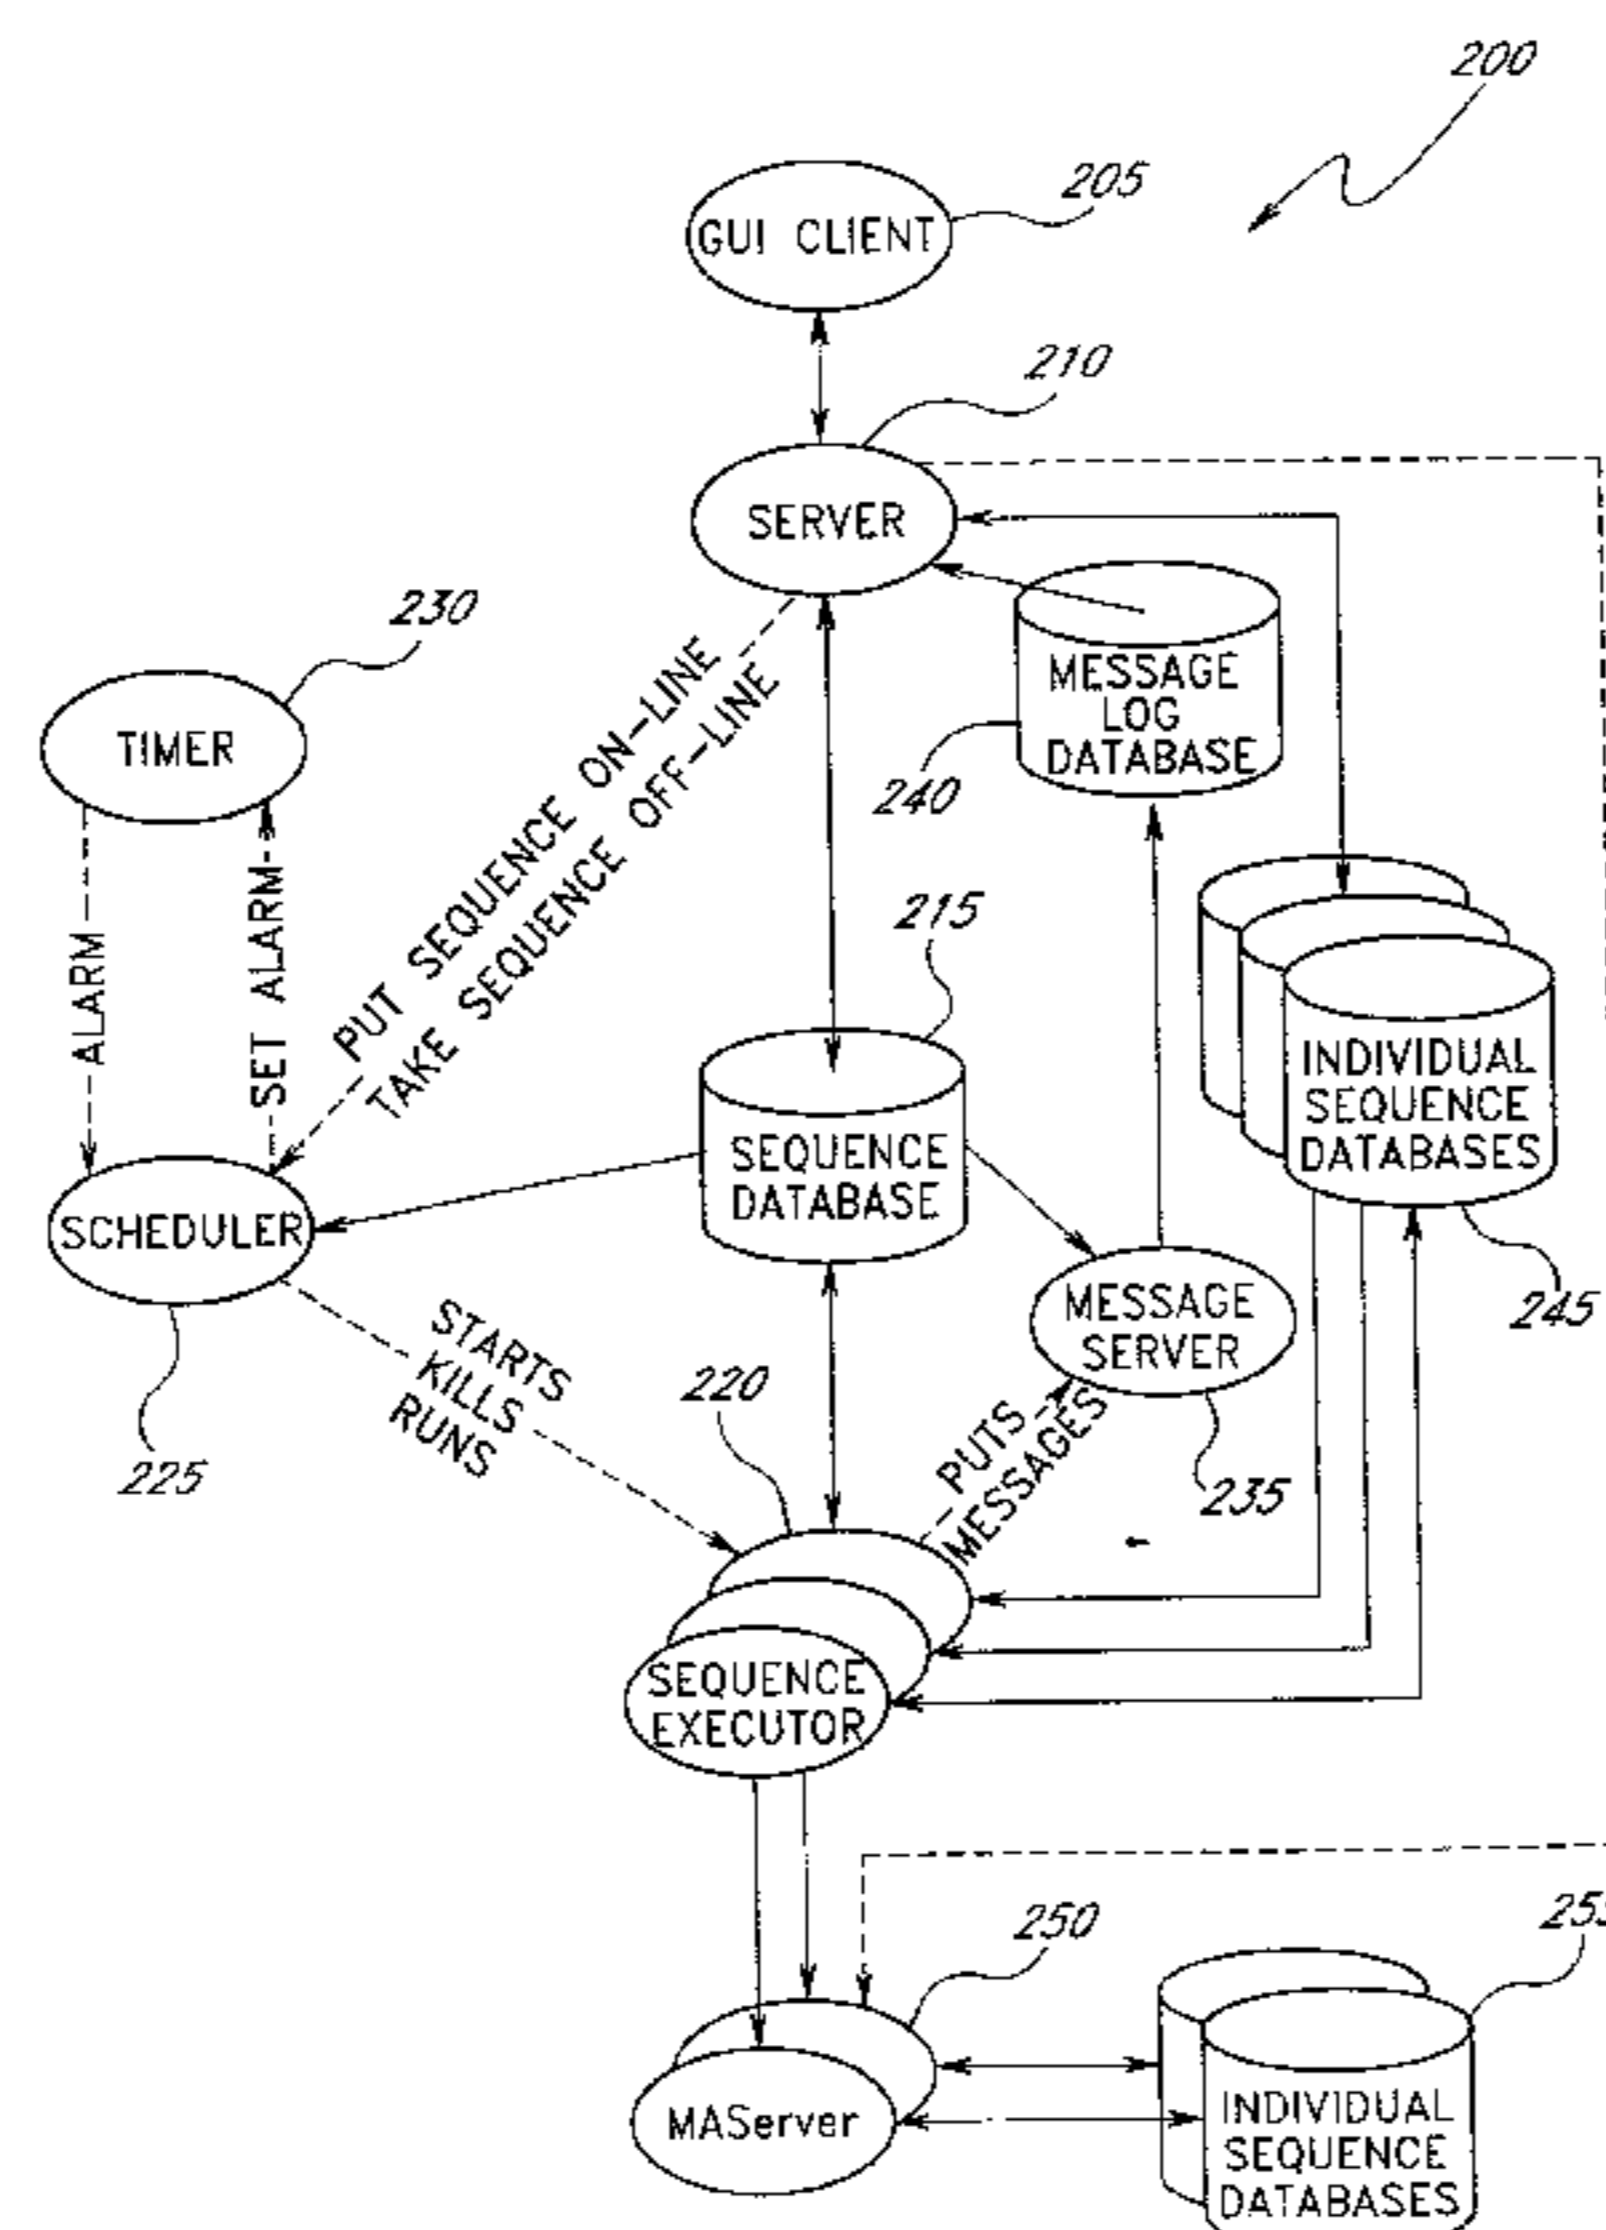 200
205
GUI CLIENT
210
SERVER
230
TIMER
PUT SEQUENCE ON-LINE
TAKE SEQUENCE OFF-LINE
MESSAGE
LOG
DATABASE
240
ALARM
SET ALARM
215
INDIVIDUAL
SEQUENCE
DATABASES
245
SEQUENCE
DATABASE
SCHEDULER
225
MESSAGE
SERVER
235
STARTS
KILLS
RUNS
220
PUTS
MESSAGES
SEQUENCE
EXECUTOR
250
255
MAServer
INDIVIDUAL
SEQUENCE
DATABASES